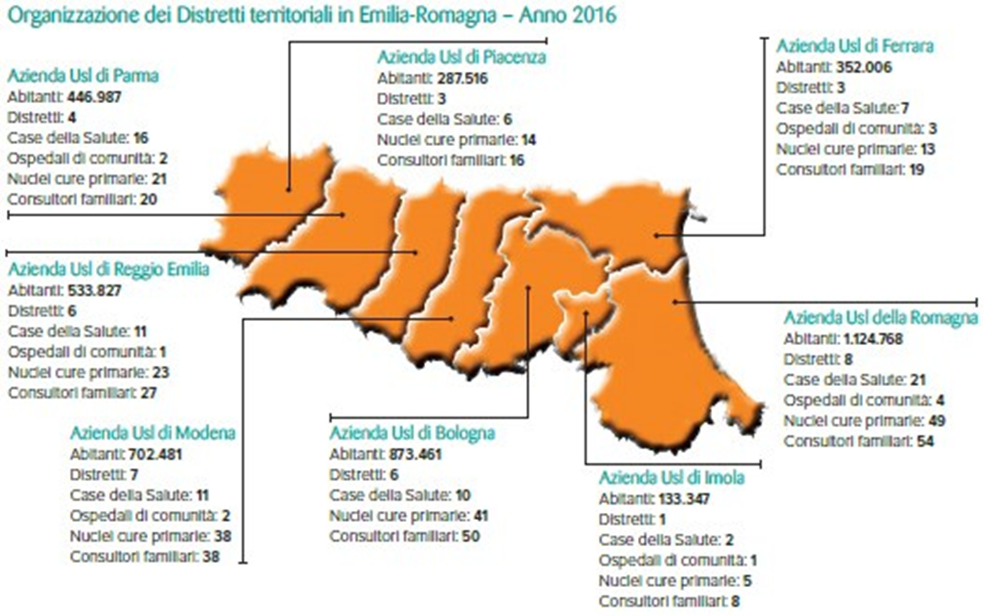 Organizzazione dei Distretti territoriali in Emilia-Romagna – Anno 2016
Azienda Usl di Parma
Abitanti: 446.987
Distretti: 4
Case della Salute: 16
Ospedali di comunità: 2
Nuclei cure primarie: 21
Consultori familiari: 20
Azienda Usl di Piacenza
Abitanti: 287.516
Distretti: 3
Case della Salute: 6
Nuclei cure primarie: 14
Consultori familiari: 16
Azienda Usl di Ferrara
Abitanti: 352.006
Distretti: 3
Case della Salute: 7
Ospedali di comunità: 3
Nuclei cure primarie: 13
Consultori familiari: 19
Azienda Usl di Reggio Emilia
Abitanti: 533.827
Distretti: 6
Case della Salute: 11
Ospedali di comunità: 1
Nuclei cure primarie: 23
Consultori familiari: 27
Azienda Usl della Romagna
Abitanti: 1.124.768
Distretti: 8
Case della Salute: 21
Ospedali di comunità: 4
Nuclei cure primarie: 49
Consultori familiari: 54
Azienda Usl di Modena
Abitanti: 702.481
Distretti: 7
Case della Salute: 11
Ospedali di comunità: 2
Nuclei cure primarie: 38
Consultori familiari: 38
Azienda Usl di Bologna
Abitanti: 873.461
Distretti: 6
Case della Salute: 10
Nuclei cure primarie: 41
Consultori familiari: 50
Azienda Usl di Imola
Abitanti: 133.347
Distretti: 1
Case della Salute: 2
Ospedali di comunità: 1
Nuclei cure primarie: 5
Consultori familiari: 8